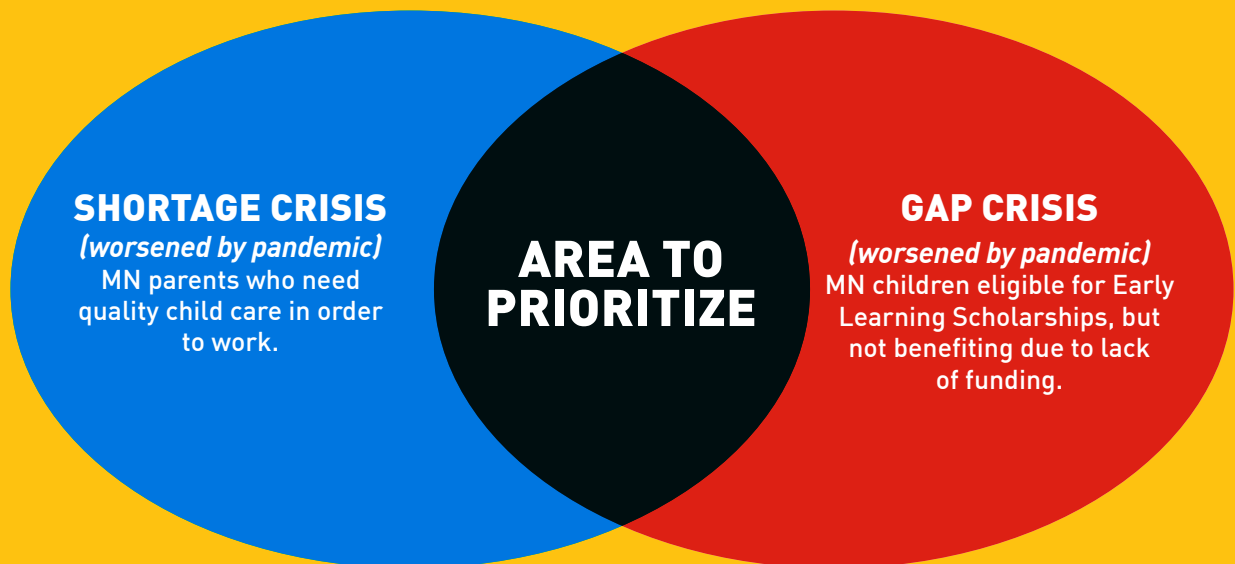 SHORTAGE CRISIS
(worsened by pandemic)
MN parents who need
quality child care in order
to work.
AREA TO
PRIORITIZE
GAP CRISIS
(worsened by pandemic)
MN children eligible for Early
Learning Scholarships, but
not benefiting due to lack
of funding.